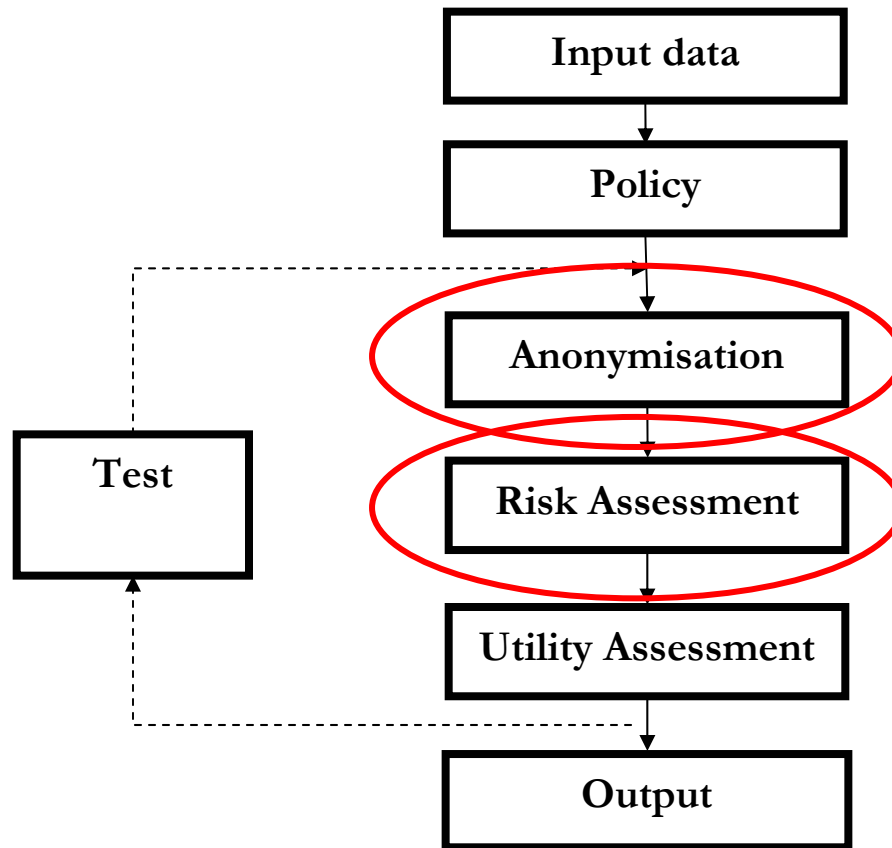 Input data
Policy
Anonymisation
Test
Risk Assessment
Utility Assessment
Output